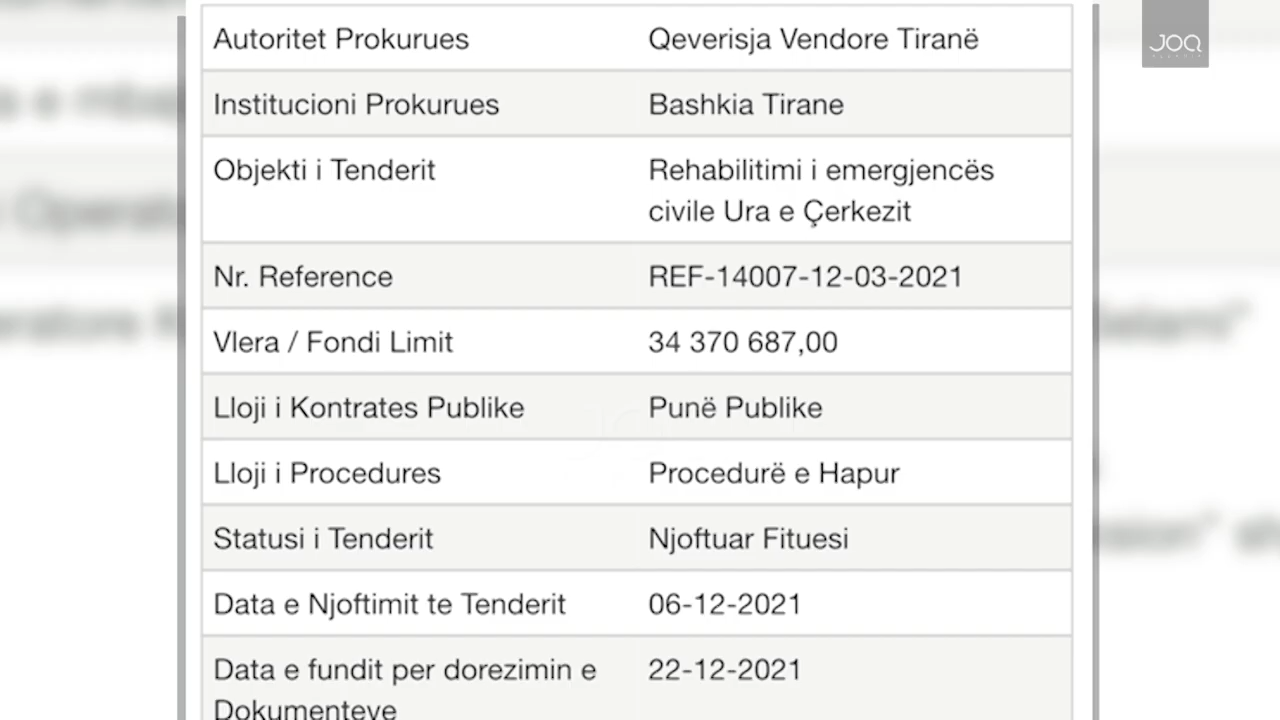 JOQ
Autoritet Prokurues Qeverisja Vendore Tiranë
Institucioni Prokurues Bashkia Tirane
Objekti i Tenderit Rehabilitimi i emergjencës
civile Ura e Çerkezit
Nr. Reference REF-14007-12-03-2021
Vlera / Fondi Limit 34 370 687,00
Lloji i Kontrates Publike Punë Publike
Lloji i Procedures Procedurë e Hapur
Statusi i Tenderit Njoftuar Fituesi
Data e Njoftimit te Tenderit 06-12-2021
Data e fundit per dorezimin e 22-12-2021
Dokumenteve